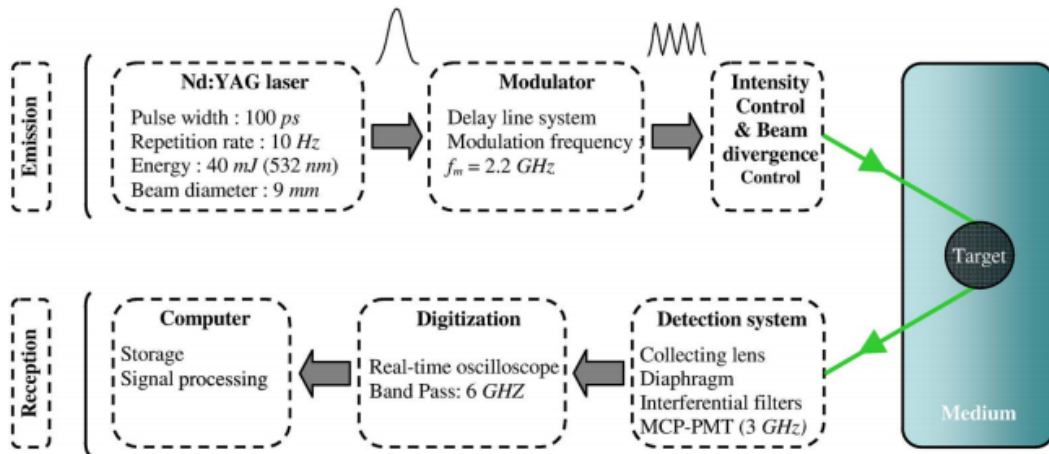 Emission
Nd:YAG laser
Pulse width : 100 ps
Repetition rate : 10 Hz
Energy : 40 mJ (532 nm)
Beam diameter : 9 mm
Modulator
Delay line system
Modulation frequency :
fm = 2.2 GHz
Intensity
Control
& Beam
divergence
Control
Target
Medium
Reception
Computer
Storage
Signal processing
Digitization
Real-time oscilloscope
Band Pass: 6 GHZ
Detection system
Collecting lens
Diaphragm
Interferential filters
MCP-PMT (3 GHz)